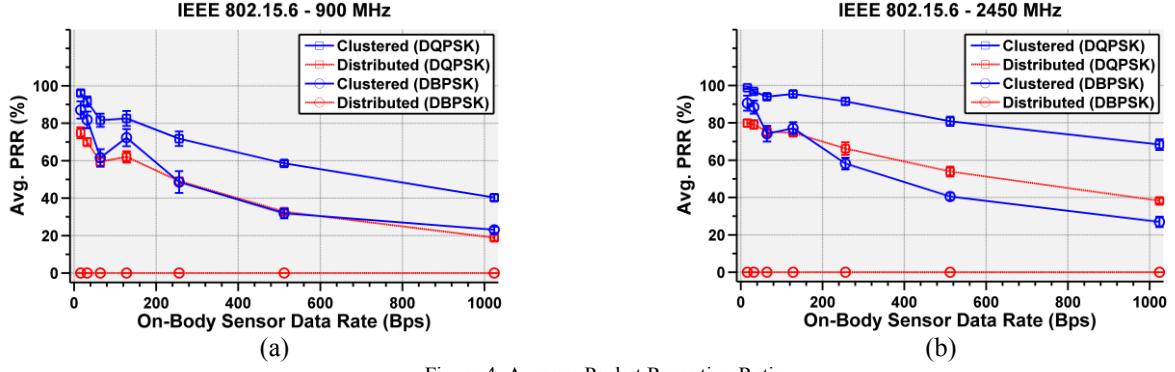 IEEE 802.15.6 - 900 MHz
Clustered (DQPSK)
Distributed (DQPSK)
Clustered (DBPSK)
Distributed (DBPSK)
Avg. PRR (%)
100
80
60
40
20
0
0 200 400 600 800 1000
On-Body Sensor Data Rate (Bps)
(a)
IEEE 802.15.6 - 2450 MHz
Clustered (DQPSK)
Distributed (DQPSK)
Clustered (DBPSK)
Distributed (DBPSK)
Avg. PRR (%)
100
80
60
40
20
0
0 200 400 600 800 1000
On-Body Sensor Data Rate (Bps)
(b)